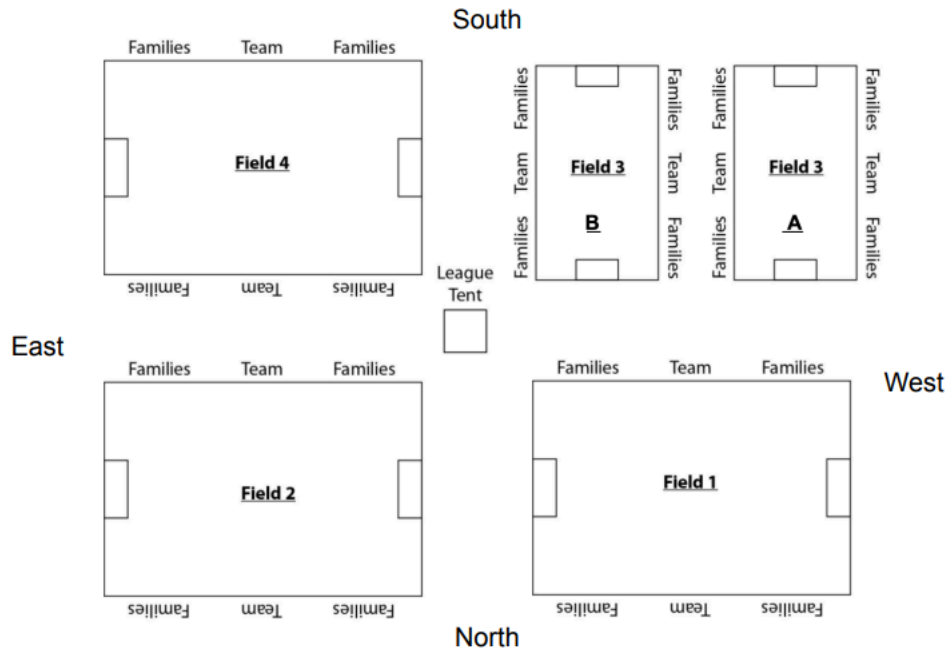 South
Families Team Families
Field 4
Families Team Families
Families Team Families
Field 3
B
Families Team Families
Families Team Families
Field 3
A
Families Team Families
League
Tent
East
West
Families Team Families
Field 2
Families Team Families
Families Team Families
Field 1
Families Team Families
North